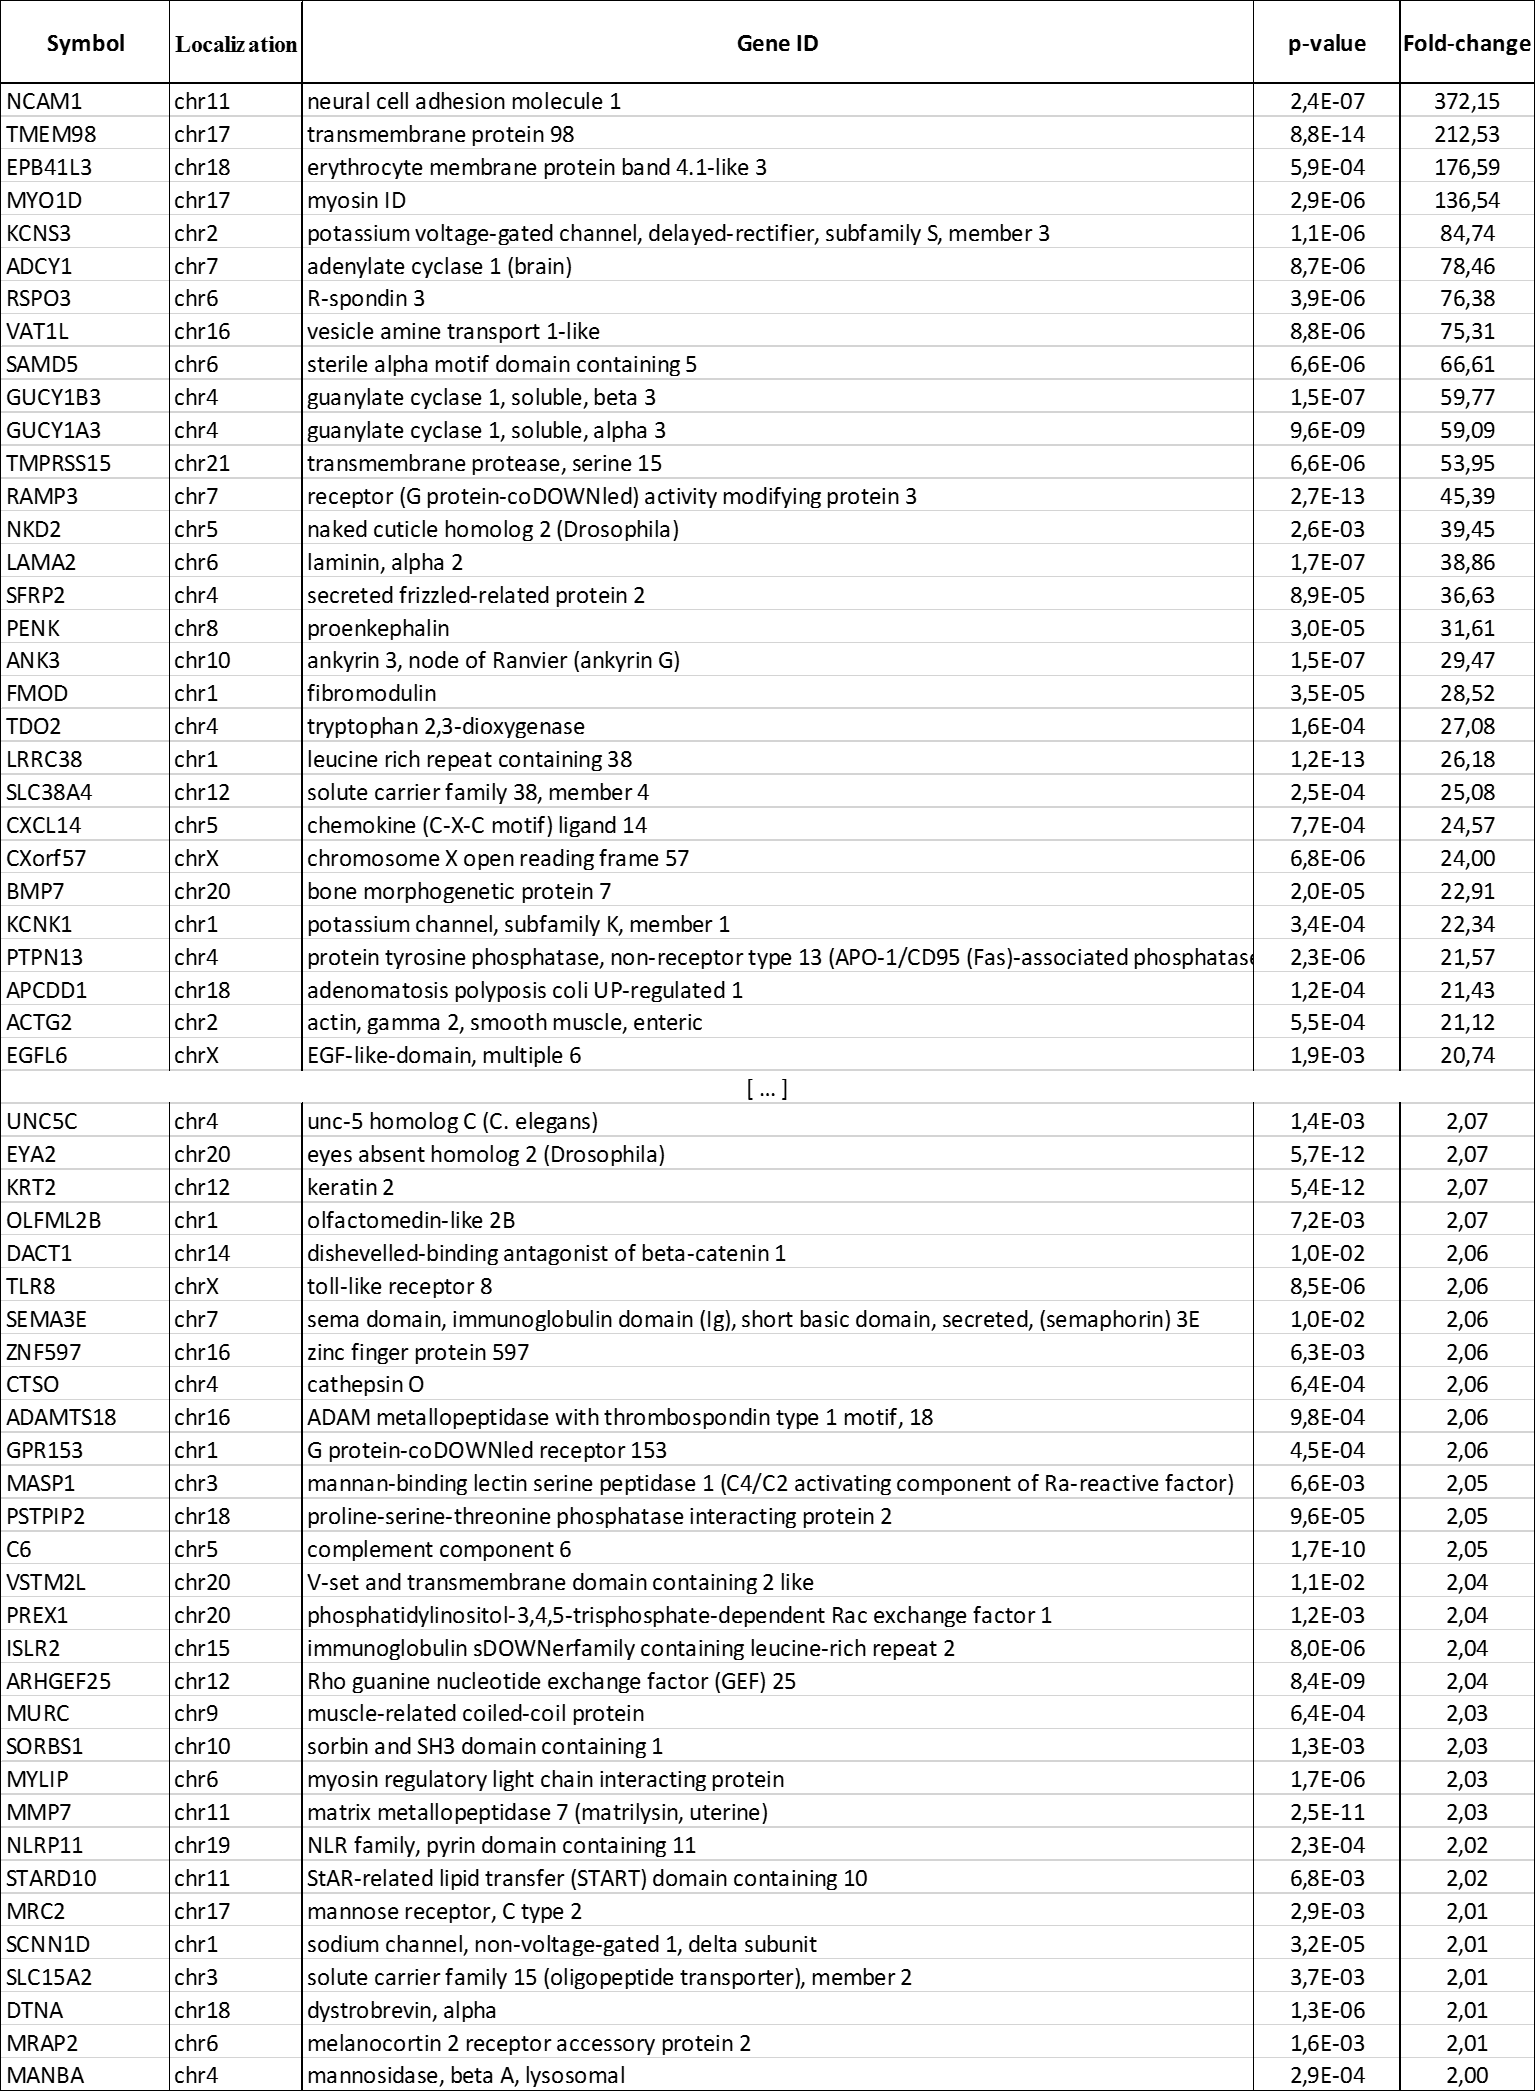 Symbol Localization Gene ID p-value Fold-change
NCAM1 chr11 neural cell adhesion molecule 1 2,4E-07 372,15
TMEM98 chr17 transmembrane protein 98 8,8E-14 212,53
EPB41L3 chr18 erythrocyte membrane protein band 4.1-like 3 5,9E-04 176,59
MYO1D chr17 myosin ID 2,9E-06 136,54
KCNS3 chr2 potassium voltage-gated channel, delayed-rectifier, subfamily S, member 3 1,1E-06 84,74
ADCY1 chr7 adenylate cyclase 1 (brain) 8,7E-06 78,46
RSPO3 chr6 R-spondin 3 3,9E-06 76,38
VAT1L chr16 vesicle amine transport 1-like 8,8E-06 75,31
SAMD5 chr6 sterile alpha motif domain containing 5 6,6E-06 66,61
GUCY1B3 chr4 guanylate cyclase 1, soluble, beta 3 1,5E-07 59,77
GUCY1A3 chr4 guanylate cyclase 1, soluble, alpha 3 9,6E-09 59,09
TMPRSS15 chr21 transmembrane protease, serine 15 6,6E-06 53,95
RAMP3 chr7 receptor (G protein-coDOWNled) activity modifying protein 3 2,7E-13 45,39
NKD2 chr5 naked cuticle homolog 2 (Drosophila) 2,6E-03 39,45
LAMA2 chr6 laminin, alpha 2 1,7E-07 38,86
SFRP2 chr4 secreted frizzled-related protein 2 8,9E-05 36,63
PENK chr8 proenkephalin 3,0E-05 31,61
ANK3 chr10 ankyrin 3, node of Ranvier (ankyrin G) 1,5E-07 29,47
FMOD chr1 fibromodulin 3,5E-05 28,52
TDO2 chr4 tryptophan 2,3-dioxygenase 1,6E-04 27,08
LRRC38 chr1 leucine rich repeat containing 38 1,2E-13 26,18
SLC38A4 chr12 solute carrier family 38, member 4 2,5E-04 25,08
CXCL14 chr5 chemokine (C-X-C motif) ligand 14 7,7E-04 24,57
CXorf57 chrX chromosome X open reading frame 57 6,8E-06 24,00
BMP7 chr20 bone morphogenetic protein 7 2,0E-05 22,91
KCNK1 chr1 potassium channel, subfamily K, member 1 3,4E-04 22,34
PTPN13 chr4 protein tyrosine phosphatase, non-receptor type 13 (APO-1/CD95 (Fas)-associated phosphatase 2,3E-06 21,57
APCDD1 chr18 adenomatosis polyposis coli UP-regulated 1 1,2E-04 21,43
ACTG2 chr2 actin, gamma 2, smooth muscle, enteric 5,5E-04 21,12
EGFL6 chrX EGF-like-domain, multiple 6 1,9E-03 20,74
[ ... ]
UNC5C chr4 unc-5 homolog C (C. elegans) 1,4E-03 2,07
EYA2 chr20 eyes absent homolog 2 (Drosophila) 5,7E-12 2,07
KRT2 chr12 keratin 2 5,4E-12 2,07
OLFML2B chr1 olfactomedin-like 2B 7,2E-03 2,07
DACT1 chr14 dishevelled-binding antagonist of beta-catenin 1 1,0E-02 2,06
TLR8 chrX toll-like receptor 8 8,5E-06 2,06
SEMA3E chr7 sema domain, immunoglobulin domain (Ig), short basic domain, secreted, (semaphorin) 3E 1,0E-02 2,06
ZNF597 chr16 zinc finger protein 597 6,3E-03 2,06
CTSO chr4 cathepsin O 6,4E-04 2,06
ADAMTS18 chr16 ADAM metallopeptidase with thrombospondin type 1 motif, 18 9,8E-04 2,06
GPR153 chr1 G protein-coDOWNled receptor 153 4,5E-04 2,06
MASP1 chr3 mannan-binding lectin serine peptidase 1 (C4/C2 activating component of Ra-reactive factor) 6,6E-03 2,05
PSTPIP2 chr18 proline-serine-threonine phosphatase interacting protein 2 9,6E-05 2,05
C6 chr5 complement component 6 1,7E-10 2,05
VSTM2L chr20 V-set and transmembrane domain containing 2 like 1,1E-02 2,04
PREX1 chr20 phosphatidylinositol-3,4,5-trisphosphate-dependent Rac exchange factor 1 1,2E-03 2,04
ISLR2 chr15 immunoglobulin sDOWNerfamily containing leucine-rich repeat 2 8,0E-06 2,04
ARHGEF25 chr12 Rho guanine nucleotide exchange factor (GEF) 25 8,4E-09 2,04
MURC chr9 muscle-related coiled-coil protein 6,4E-04 2,03
SORBS1 chr10 sorbin and SH3 domain containing 1 1,3E-03 2,03
MYLIP chr6 myosin regulatory light chain interacting protein 1,7E-06 2,03
MMP7 chr11 matrix metallopeptidase 7 (matrilysin, uterine) 2,5E-11 2,03
NLRP11 chr19 NLR family, pyrin domain containing 11 2,3E-04 2,02
STARD10 chr11 StAR-related lipid transfer (START) domain containing 10 6,8E-03 2,02
MRC2 chr17 mannose receptor, C type 2 2,9E-03 2,01
SCNN1D chr1 sodium channel, non-voltage-gated 1, delta subunit 3,2E-05 2,01
SLC15A2 chr3 solute carrier family 15 (oligopeptide transporter), member 2 3,7E-03 2,01
DTNA chr18 dystrobrevin, alpha 1,3E-06 2,01
MRAP2 chr6 melanocortin 2 receptor accessory protein 2 1,6E-03 2,01
MANBA chr4 mannosidase, beta A, lysosomal 2,9E-04 2,00